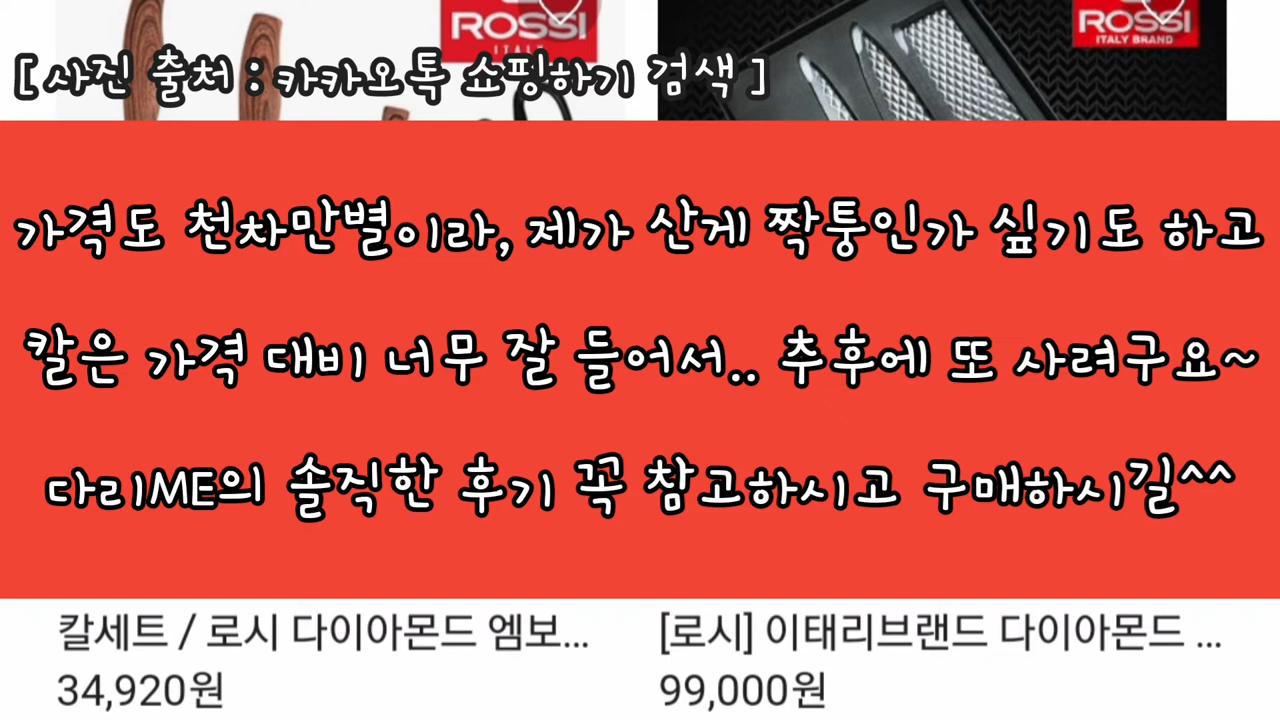 ROSSI
ITALY
ROSSI
ITALY BRAND
[ 사진 출처 : 카카오톡 쇼핑하기 검색 ]
가격도 천차만별이라, 제가 산게 짝퉁인가 싶기도 하고
칼은 가격 대비 너무 잘 들어서.. 추후에 또 사려구요~
다리ME의 솔직한 후기 꼭 참고하시고 구매하시길^^
칼세트 / 로시 다이아몬드 엠보...
[로시] 이태리브랜드 다이아몬드 ...
34,920원
99,000원